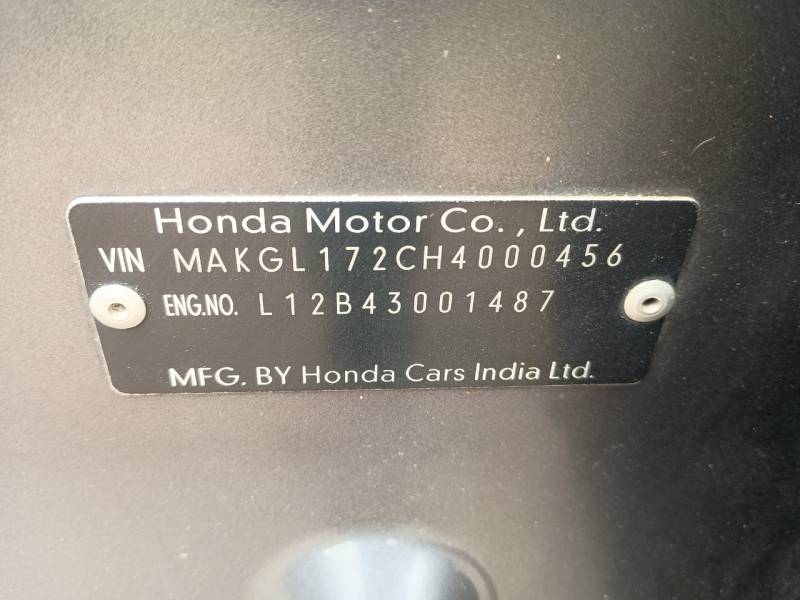 Honda Motor Co., Ltd.
VIN MAKGL172CH4000456
ENG.NO. L12B43001487
MFG. BY Honda Cars India Ltd.